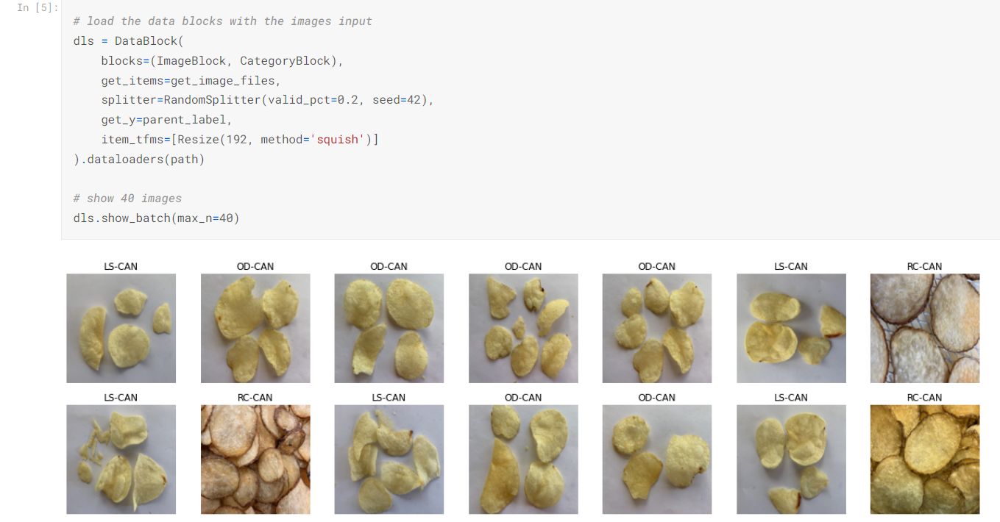 In [5]:
# load the data blocks with the images input
dls = DataBlock(
    blocks=(ImageBlock, CategoryBlock),
    get_items=get_image_files,
    splitter=RandomSplitter(valid_pct=0.2, seed=42),
    get_y=parent_label,
    item_tfms=[Resize(192, method='squish')]
).dataloaders(path)
# show 40 images
dls.show_batch(max_n=40)
LS-CAN OD-CAN OD-CAN OD-CAN OD-CAN LS-CAN RC-CAN
LS-CAN RC-CAN LS-CAN OD-CAN OD-CAN LS-CAN RC-CAN